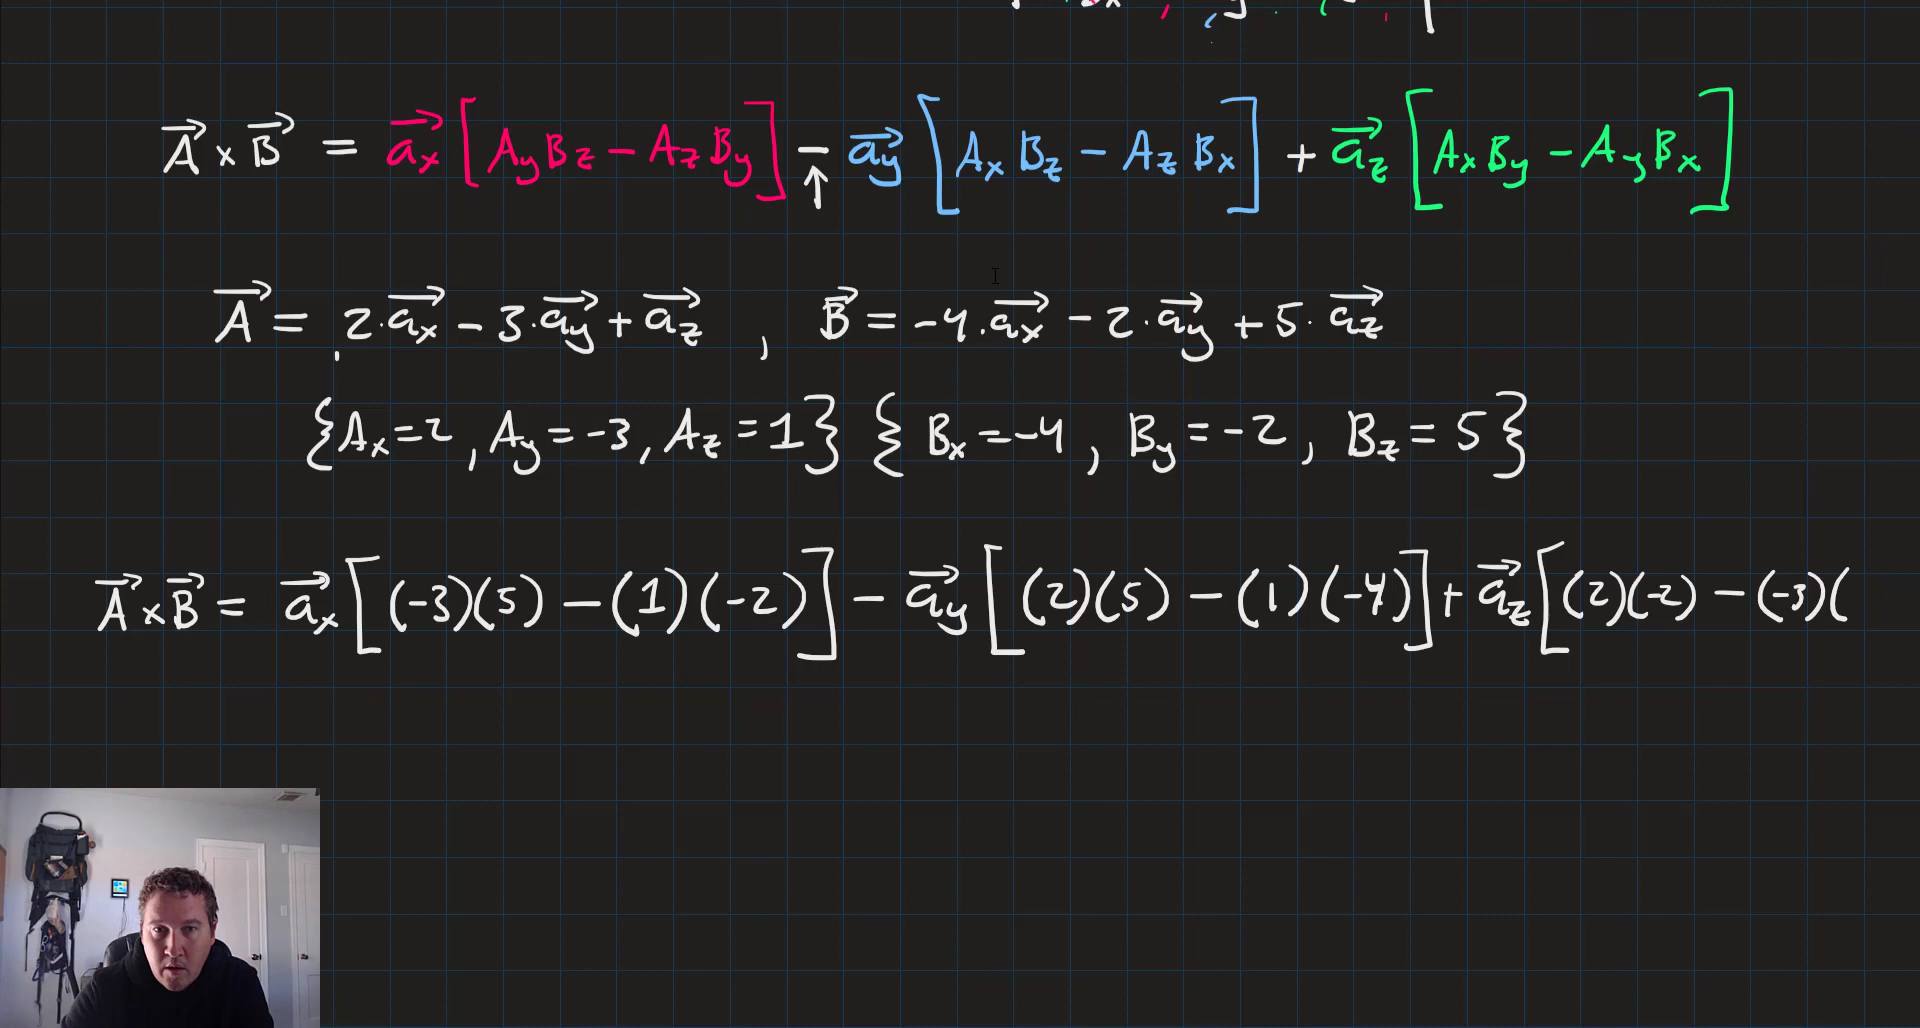 A⃗ x B⃗ = a⃗x [AyBz - AzBy] - a⃗y [AxBz - AzBx] + a⃗z [AxBy - AyBx]
↑
A⃗ = 2·a⃗x - 3·a⃗y + a⃗z , B⃗ = -4·a⃗x - 2·a⃗y + 5·a⃗z
{Ax=2, Ay=-3, Az=1} {Bx=-4, By=-2, Bz=5}
A⃗xB⃗ = a⃗x [(-3)(5) - (1)(-2)] - a⃗y [(2)(5) - (1)(-4)] + a⃗z [(2)(-2) - (-3)(